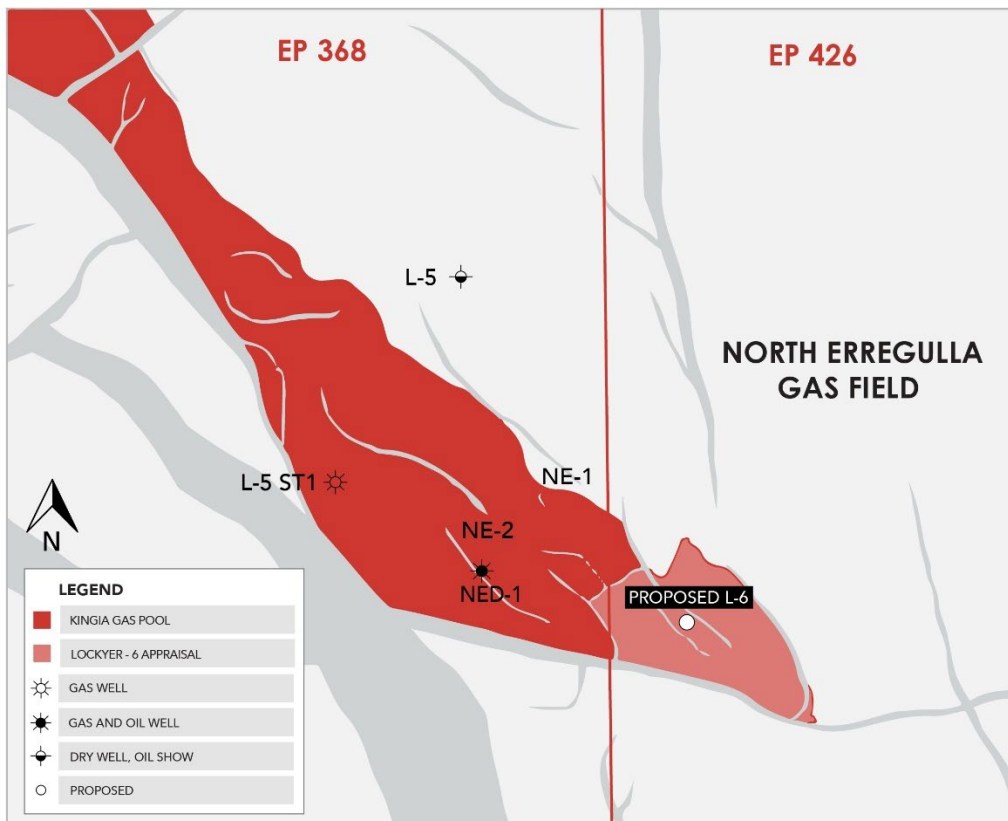 EP 368
EP 426
L-5
NORTH ERREGULLA
GAS FIELD
L-5 ST1
NE-1
NE-2
NED-1
PROPOSED L-6
N
LEGEND
KINGIA GAS POOL
LOCKYER - 6 APPRAISAL
GAS WELL
GAS AND OIL WELL
DRY WELL, OIL SHOW
PROPOSED